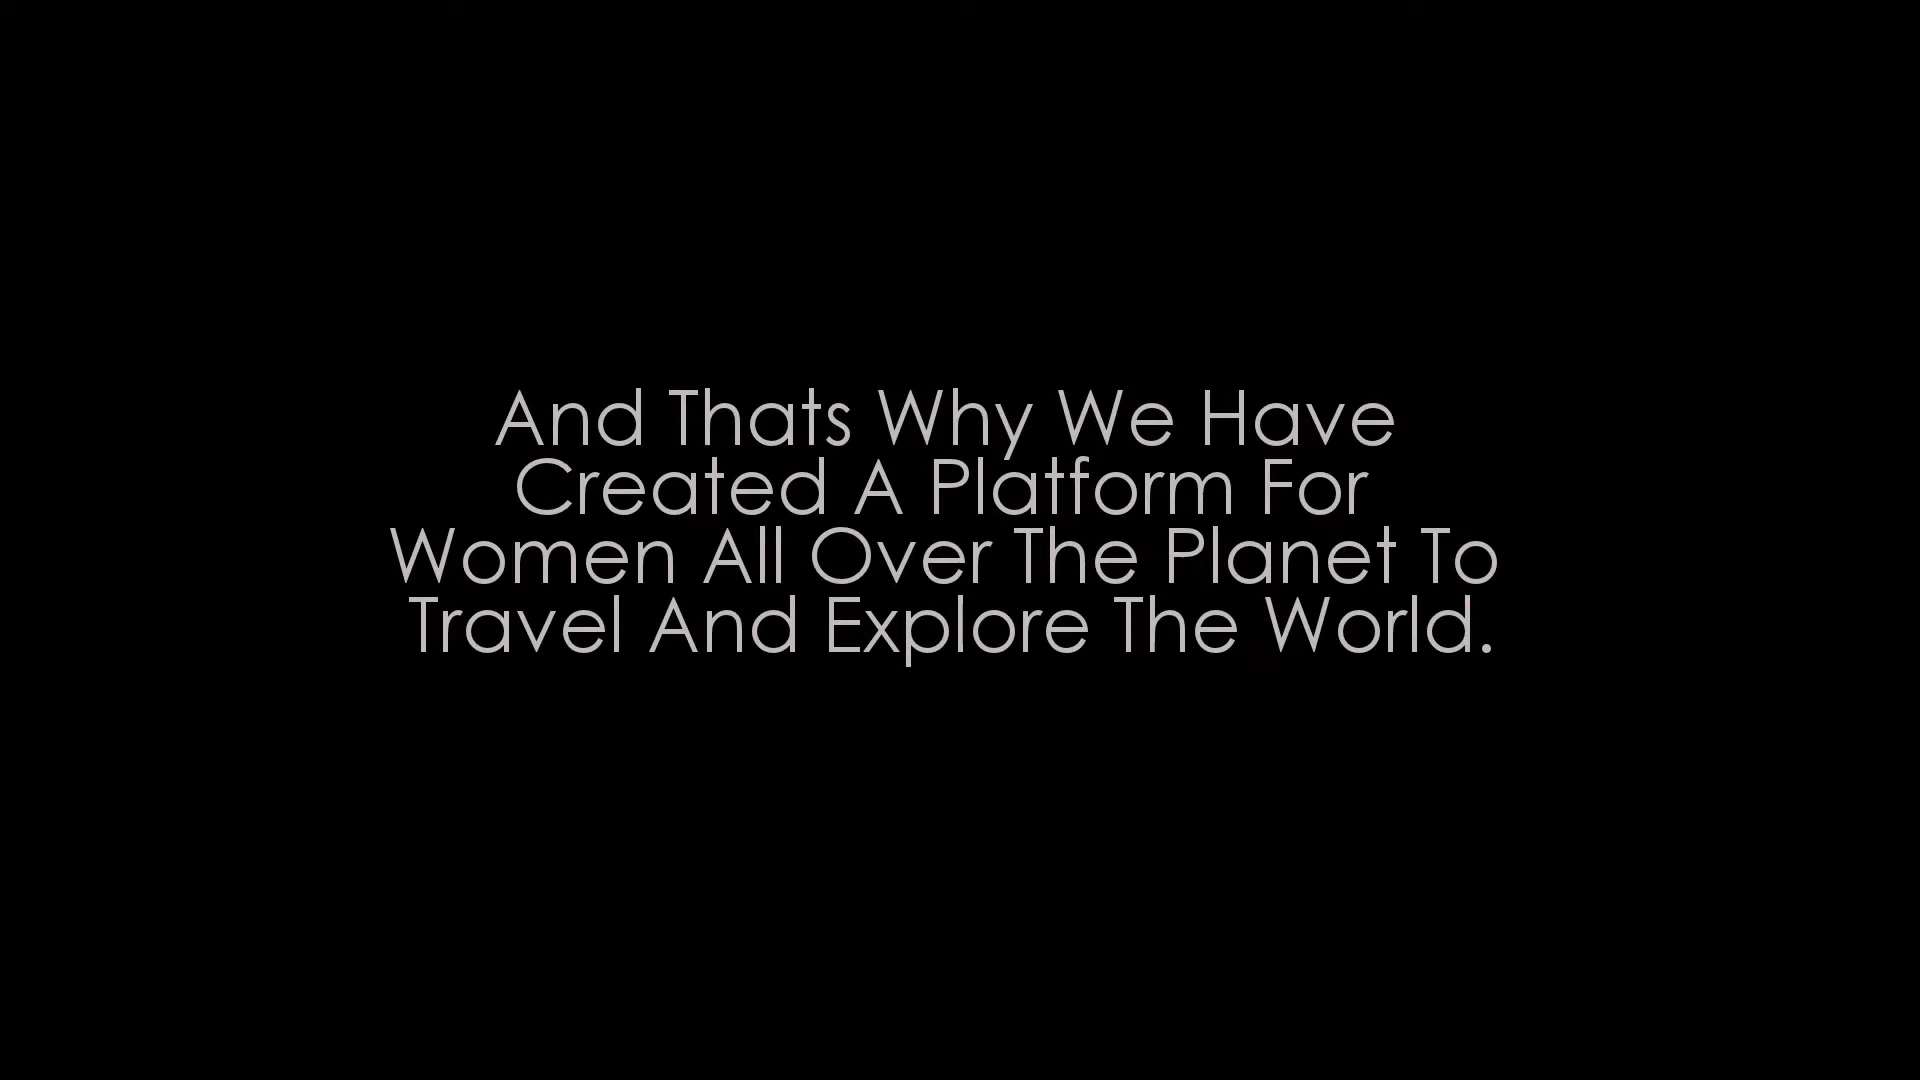 And Thats Why We Have
Created A Platform For
Women All Over The Planet To
Travel And Explore The World.